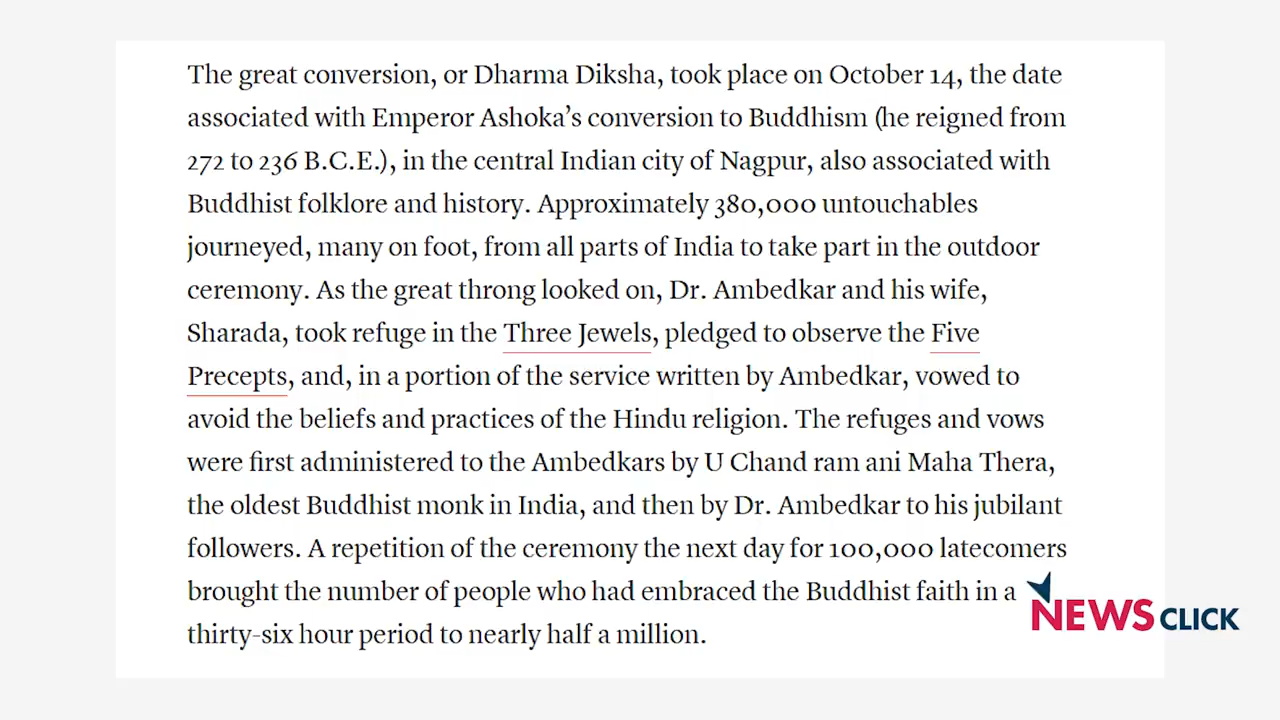 The great conversion, or Dharma Diksha, took place on October 14, the date
associated with Emperor Ashoka’s conversion to Buddhism (he reigned from
272 to 236 B.C.E.), in the central Indian city of Nagpur, also associated with
Buddhist folklore and history. Approximately 380,000 untouchables
journeyed, many on foot, from all parts of India to take part in the outdoor
ceremony. As the great throng looked on, Dr. Ambedkar and his wife,
Sharada, took refuge in the Three Jewels, pledged to observe the Five
Precepts, and, in a portion of the service written by Ambedkar, vowed to
avoid the beliefs and practices of the Hindu religion. The refuges and vows
were first administered to the Ambedkars by U Chand ram ani Maha Thera,
the oldest Buddhist monk in India, and then by Dr. Ambedkar to his jubilant
followers. A repetition of the ceremony the next day for 100,000 latecomers
brought the number of people who had embraced the Buddhist faith in a
thirty-six hour period to nearly half a million.
NEWSCLICK